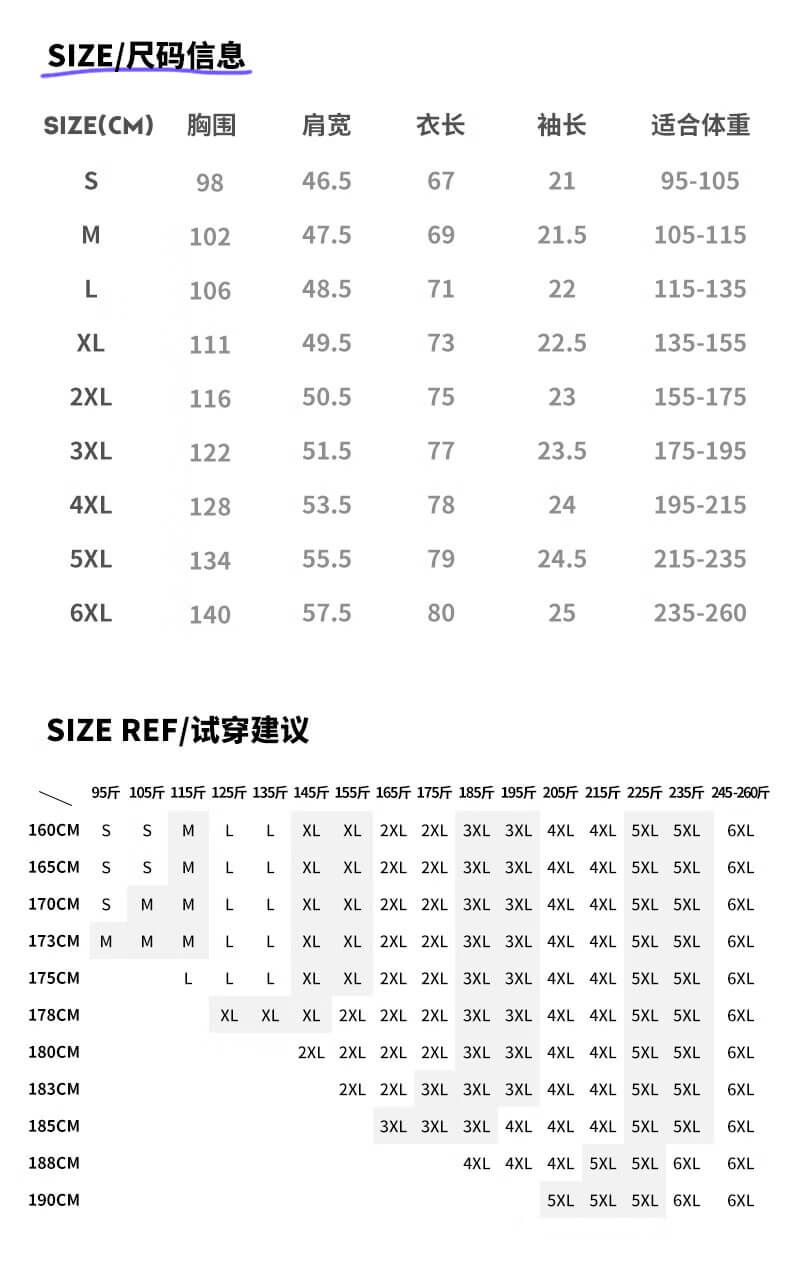 SIZE/尺码信息
SIZE(CM) 胸围 肩宽 衣长 袖长 适合体重
S 98 46.5 67 21 95-105
M 102 47.5 69 21.5 105-115
L 106 48.5 71 22 115-135
XL 111 49.5 73 22.5 135-155
2XL 116 50.5 75 23 155-175
3XL 122 51.5 77 23.5 175-195
4XL 128 53.5 78 24 195-215
5XL 134 55.5 79 24.5 215-235
6XL 140 57.5 80 25 235-260
SIZE REF/试穿建议
95斤 105斤 115斤 125斤 135斤 145斤 155斤 165斤 175斤 185斤 195斤 205斤 215斤 225斤 235斤 245-260斤
160CM S S M L L XL XL 2XL 2XL 3XL 3XL 4XL 4XL 5XL 5XL 6XL
165CM S S M L L XL XL 2XL 2XL 3XL 3XL 4XL 4XL 5XL 5XL 6XL
170CM S M M L L XL XL 2XL 2XL 3XL 3XL 4XL 4XL 5XL 5XL 6XL
173CM M M M L L XL XL 2XL 2XL 3XL 3XL 4XL 4XL 5XL 5XL 6XL
175CM L L L XL XL 2XL 2XL 3XL 3XL 4XL 4XL 5XL 5XL 6XL
178CM XL XL XL 2XL 2XL 2XL 3XL 3XL 4XL 4XL 5XL 5XL 6XL
180CM 2XL 2XL 2XL 2XL 3XL 3XL 4XL 4XL 5XL 5XL 6XL
183CM 2XL 2XL 3XL 3XL 3XL 4XL 4XL 5XL 5XL 6XL
185CM 3XL 3XL 3XL 4XL 4XL 4XL 5XL 5XL 6XL
188CM 4XL 4XL 4XL 5XL 5XL 6XL 6XL
190CM 5XL 5XL 5XL 6XL 6XL